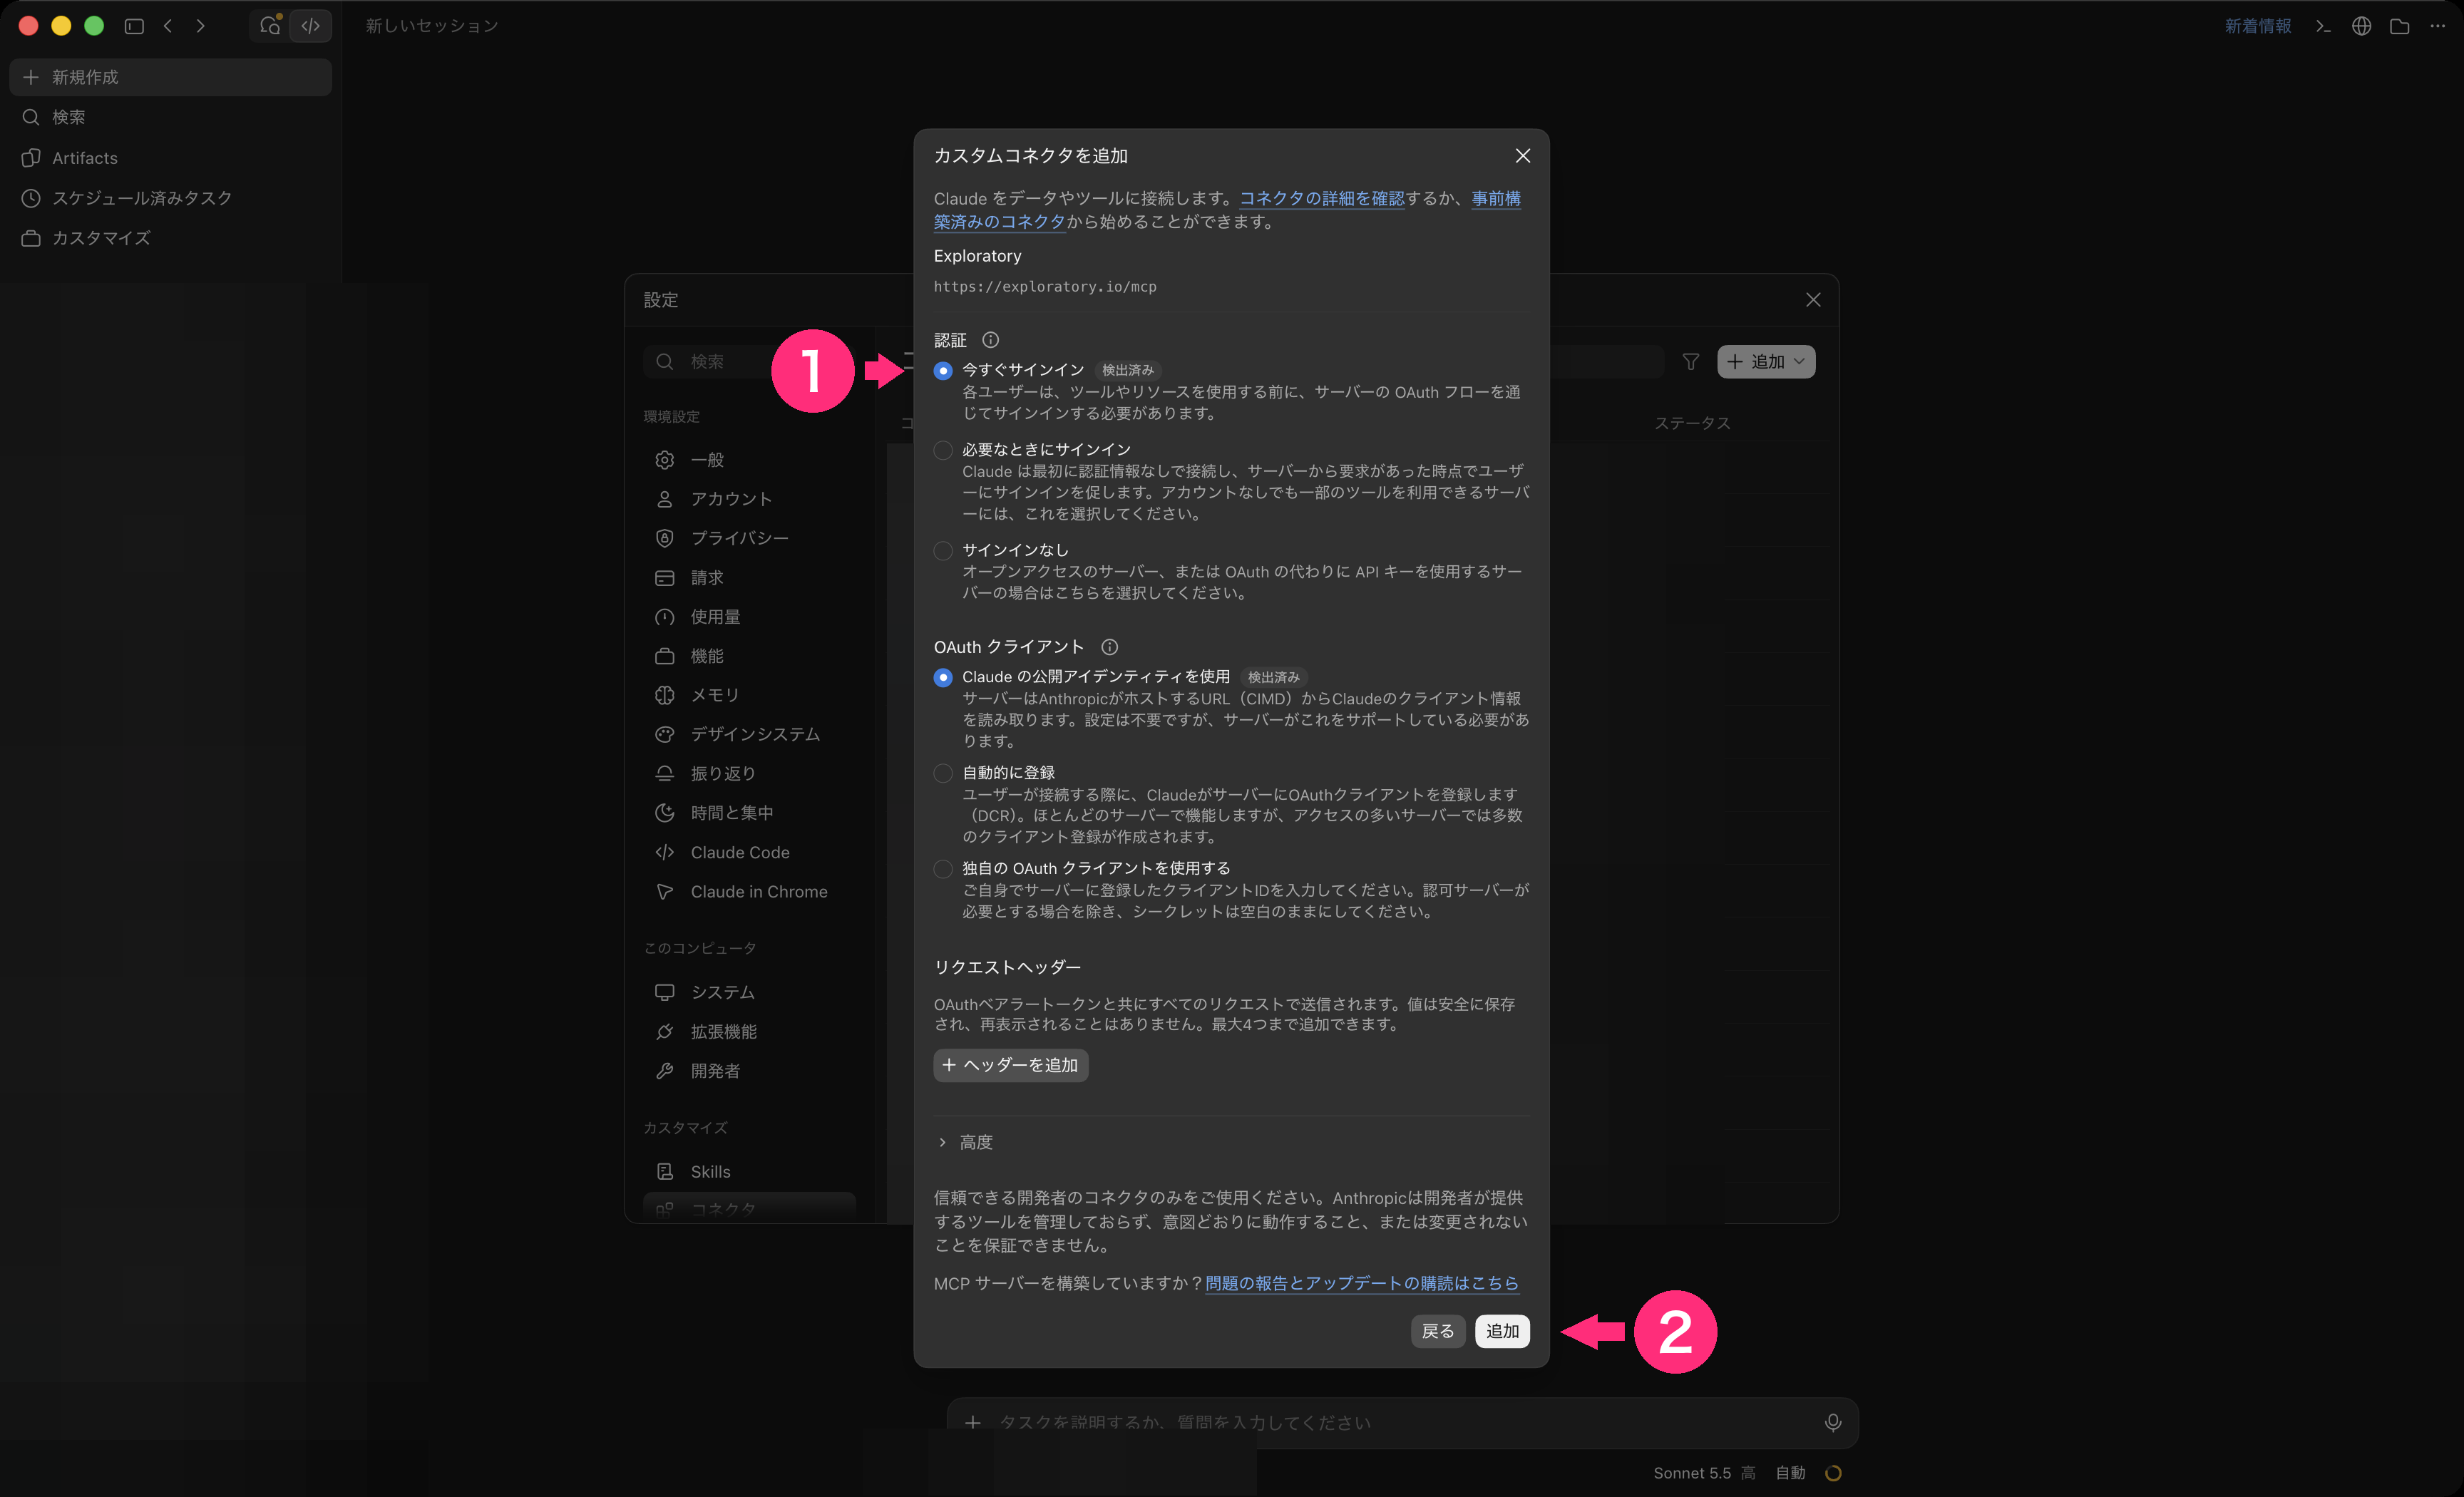 新しいセッション
新着情報
新規作成
検索
Artifacts
スケジュール済みタスク
カスタマイズ
カスタムコネクタを追加
Claude をデータやツールに接続します。コネクタの詳細を確認するか、事前構
築済みのコネクタから始めることができます。
Exploratory
https://exploratory.io/mcp
設定
検索
追加
ステータス
環境設定
一般
アカウント
プライバシー
請求
使用量
機能
メモリ
デザインシステム
振り返り
時間と集中
Claude Code
Claude in Chrome
このコンピュータ
システム
拡張機能
開発者
カスタマイズ
Skills
コネクタ
1
認証
今すぐサインイン 検出済み
各ユーザーは、ツールやリソースを使用する前に、サーバーの OAuth フローを通
じてサインインする必要があります。
必要なときにサインイン
Claude は最初に認証情報なしで接続し、サーバーから要求があった時点でユーザ
ーにサインインを促します。アカウントなしでも一部のツールを利用できるサーバ
ーには、これを選択してください。
サインインなし
オープンアクセスのサーバー、または OAuth の代わりに API キーを使用するサー
バーの場合はこちらを選択してください。
OAuth クライアント
Claude の公開アイデンティティを使用 検出済み
サーバーはAnthropicがホストするURL（CIMD）からClaudeのクライアント情報
を読み取ります。設定は不要ですが、サーバーがこれをサポートしている必要があ
ります。
自動的に登録
ユーザーが接続する際に、ClaudeがサーバーにOAuthクライアントを登録します
（DCR）。ほとんどのサーバーで機能しますが、アクセスの多いサーバーでは多数
のクライアント登録が作成されます。
独自の OAuth クライアントを使用する
ご自身でサーバーに登録したクライアントIDを入力してください。認可サーバーが
必要とする場合を除き、シークレットは空白のままにしてください。
リクエストヘッダー
OAuthベアラートークンと共にすべてのリクエストで送信されます。値は安全に保存
され、再表示されることはありません。最大4つまで追加できます。
ヘッダーを追加
高度
信頼できる開発者のコネクタのみをご使用ください。Anthropicは開発者が提供
するツールを管理しておらず、意図どおりに動作すること、または変更されない
ことを保証できません。
MCP サーバーを構築していますか？問題の報告とアップデートの購読はこちら
戻る 追加
2
タスクを説明するか、質問を入力してください
Sonnet 5.5 高 自動